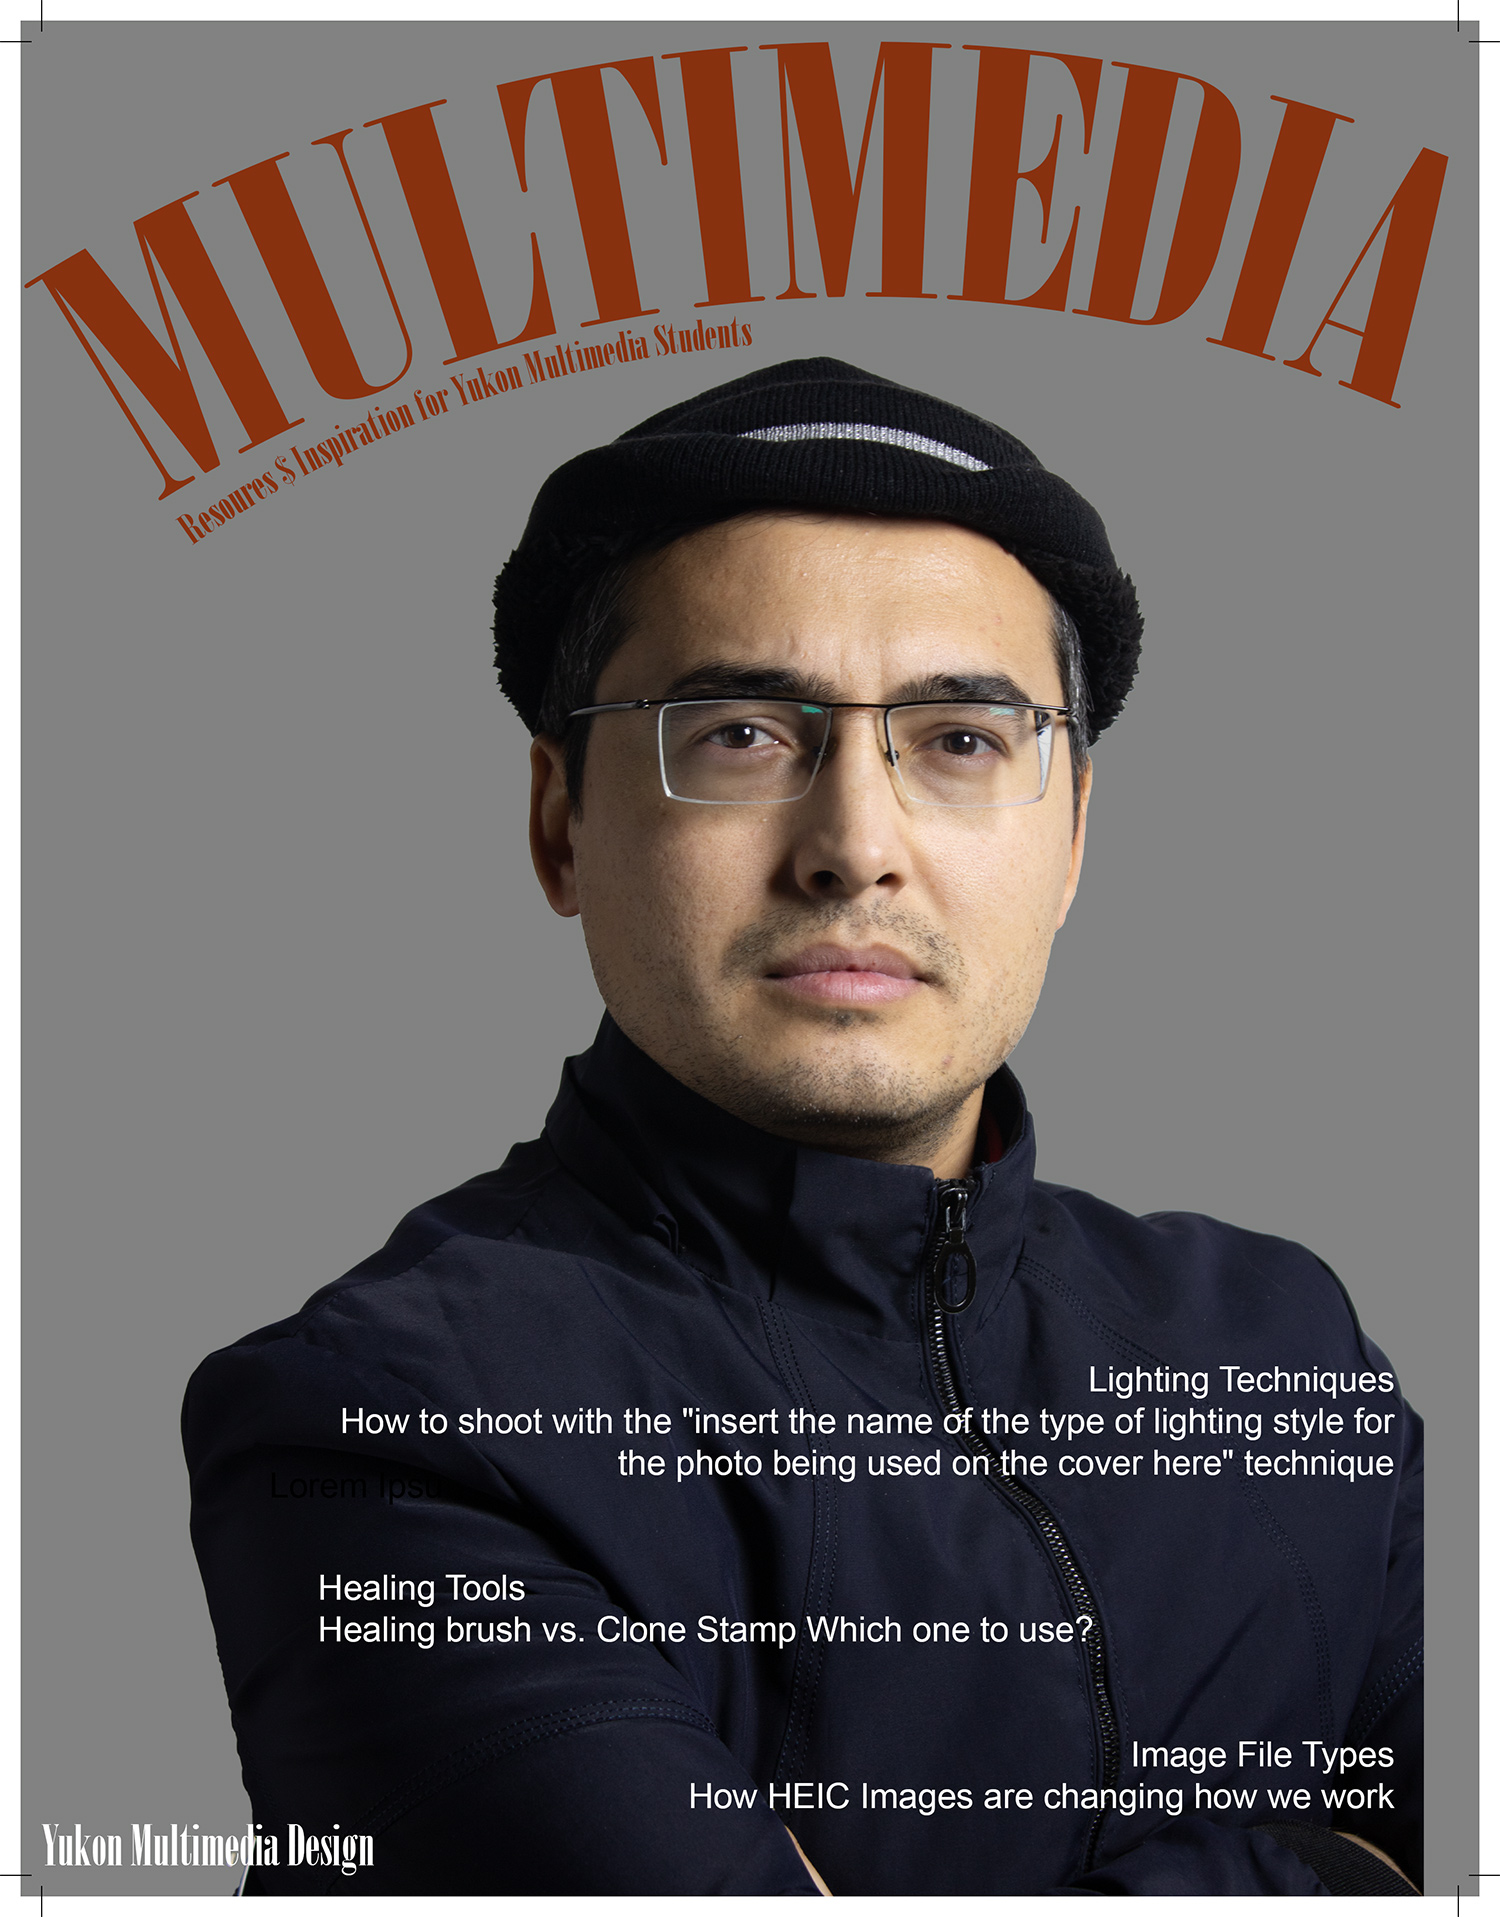 MULTIMEDIA
Resoures $ Inspiration for Yukon Multimedia Students
Lighting Techniques
How to shoot with the "insert the name of the type of lighting style for
the photo being used on the cover here" technique
Lorem Ipsu
Healing Tools
Healing brush vs. Clone Stamp Which one to use?
Image File Types
How HEIC Images are changing how we work
Yukon Multimedia Design